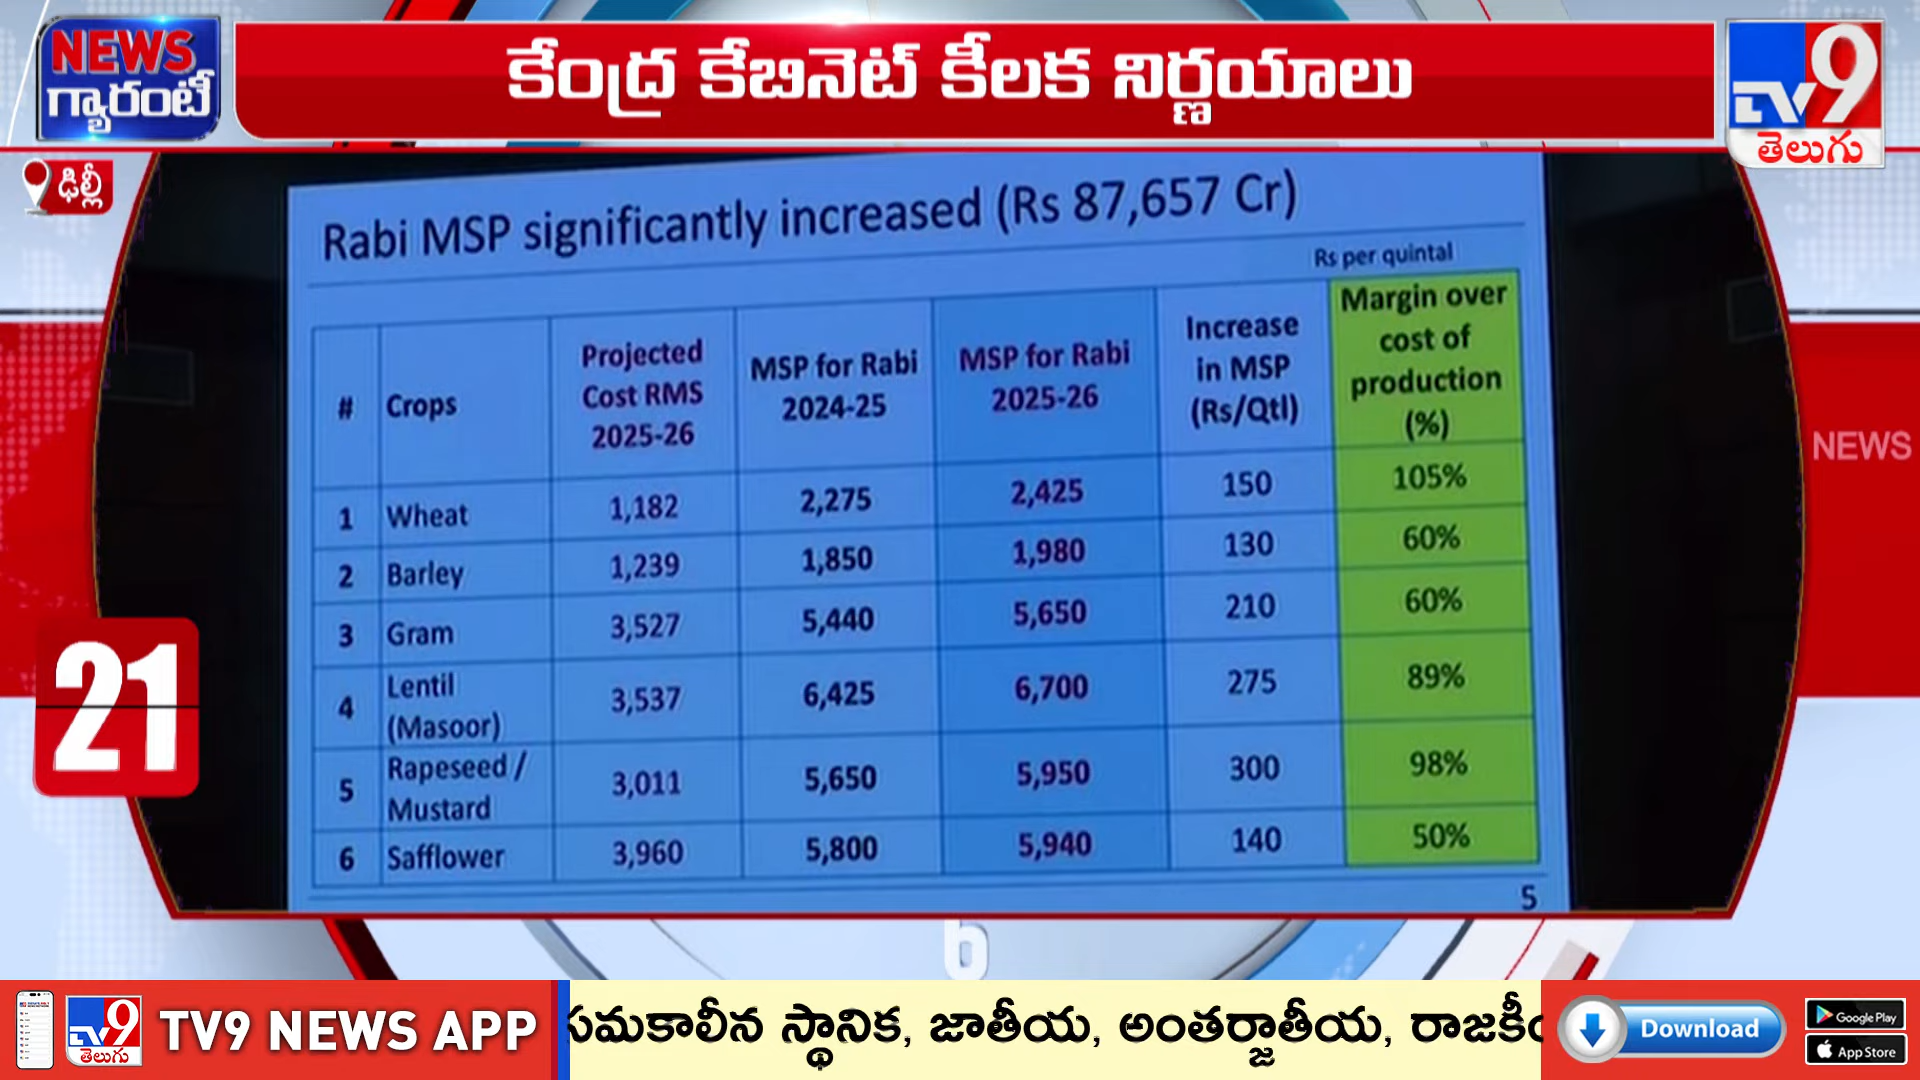 NEWS
గ్యారంటీ
కేంద్ర కేబినెట్ కీలక నిర్ణయాలు
TV9
తెలుగు
ఢిల్లీ
Rabi MSP significantly increased (Rs 87,657 Cr)
Rs per quintal
# Crops Projected Cost RMS 2025-26 MSP for Rabi 2024-25 MSP for Rabi 2025-26 Increase in MSP (Rs/Qtl) Margin over cost of production (%)
1 Wheat 1,182 2,275 2,425 150 105%
2 Barley 1,239 1,850 1,980 130 60%
3 Gram 3,527 5,440 5,650 210 60%
4 Lentil (Masoor) 3,537 6,425 6,700 275 89%
5 Rapeseed / Mustard 3,011 5,650 5,950 300 98%
6 Safflower 3,960 5,800 5,940 140 50%
5
NEWS
21
6
TV9
తెలుగు
TV9 NEWS APP
సమకాలీన స్థానిక, జాతీయ, అంతర్జాతీయ,
Download
Google Play
App Store